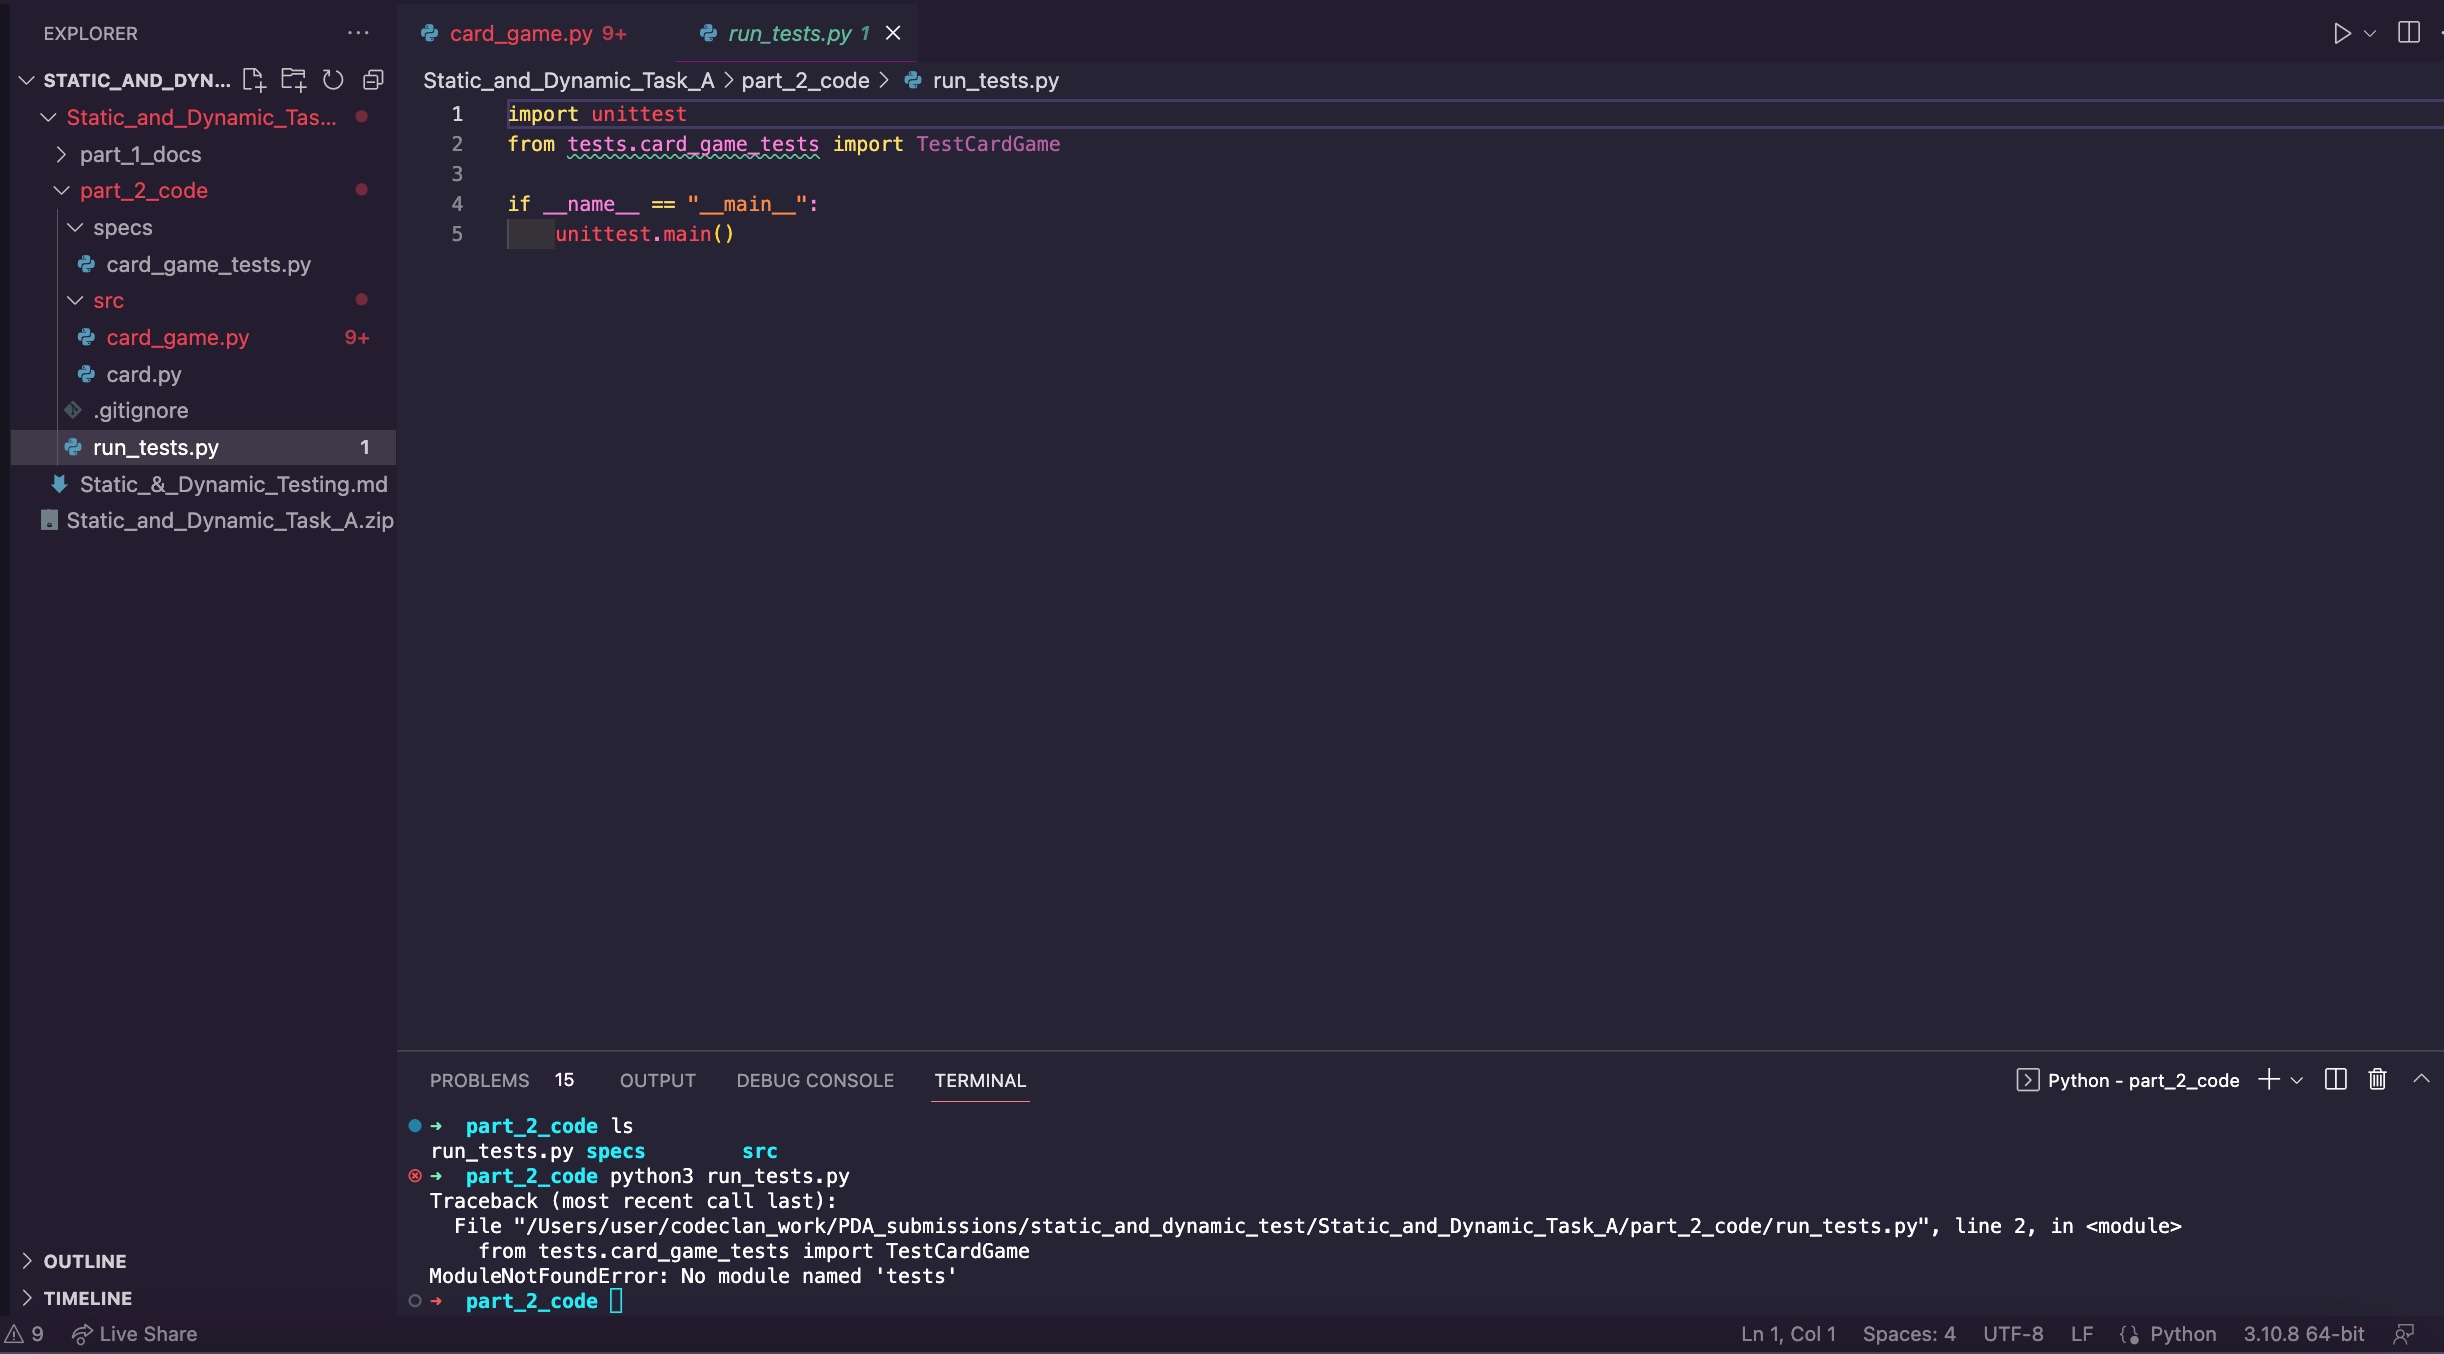 EXPLORER
STATIC_AND_DYN...
Static_and_Dynamic_Tas...
part_1_docs
part_2_code
specs
card_game_tests.py
src
card_game.py 9+
card.py
.gitignore
run_tests.py 1
Static_&_Dynamic_Testing.md
Static_and_Dynamic_Task_A.zip
OUTLINE
TIMELINE
card_game.py 9+
run_tests.py 1
Static_and_Dynamic_Task_A > part_2_code > run_tests.py
1 import unittest
2 from tests.card_game_tests import TestCardGame
3
4 if __name__ == "__main__":
5 unittest.main()
PROBLEMS 15 OUTPUT DEBUG CONSOLE TERMINAL
Python - part_2_code
➜ part_2_code ls
run_tests.py specs src
➜ part_2_code python3 run_tests.py
Traceback (most recent call last):
File "/Users/user/codeclan_work/PDA_submissions/static_and_dynamic_test/Static_and_Dynamic_Task_A/part_2_code/run_tests.py", line 2, in <module>
from tests.card_game_tests import TestCardGame
ModuleNotFoundError: No module named 'tests'
➜ part_2_code
9 Live Share
Ln 1, Col 1 Spaces: 4 UTF-8 LF Python 3.10.8 64-bit